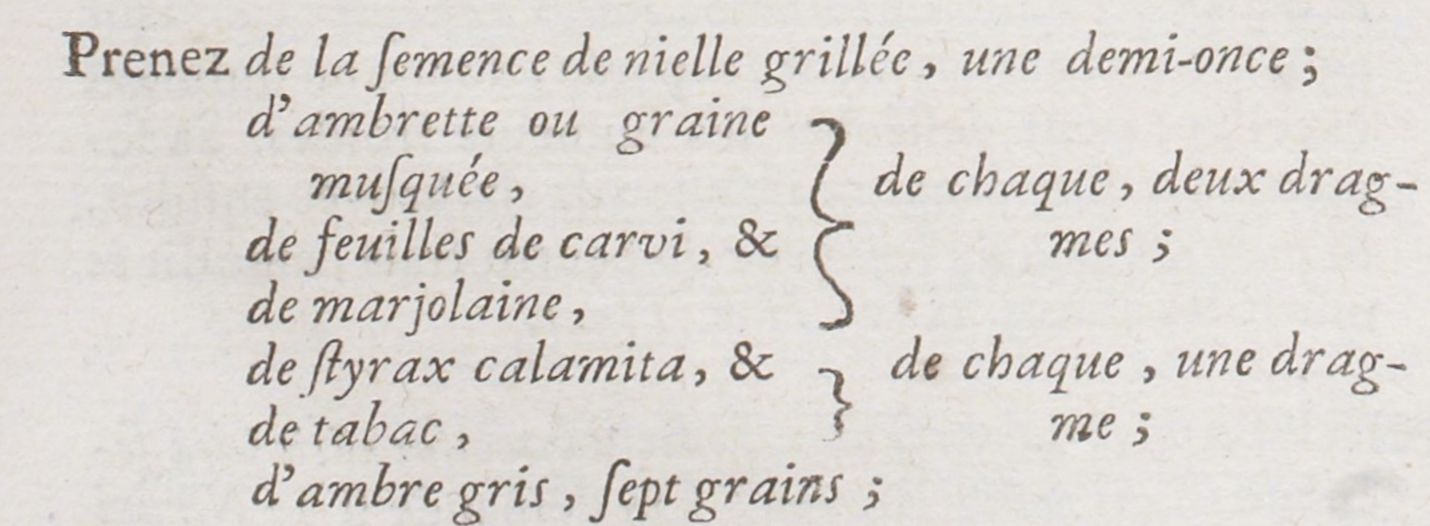 Prenez de la ſemence de nielle grillée, une demi-once;
d'ambrette ou graine
muſquée,
de chaque, deux drag-
de feuilles de carvi, &
mes;
de marjolaine,
de ſtyrax calamita, &
de chaque, une drag-
de tabac,
me;
d'ambre gris, ſept grains;